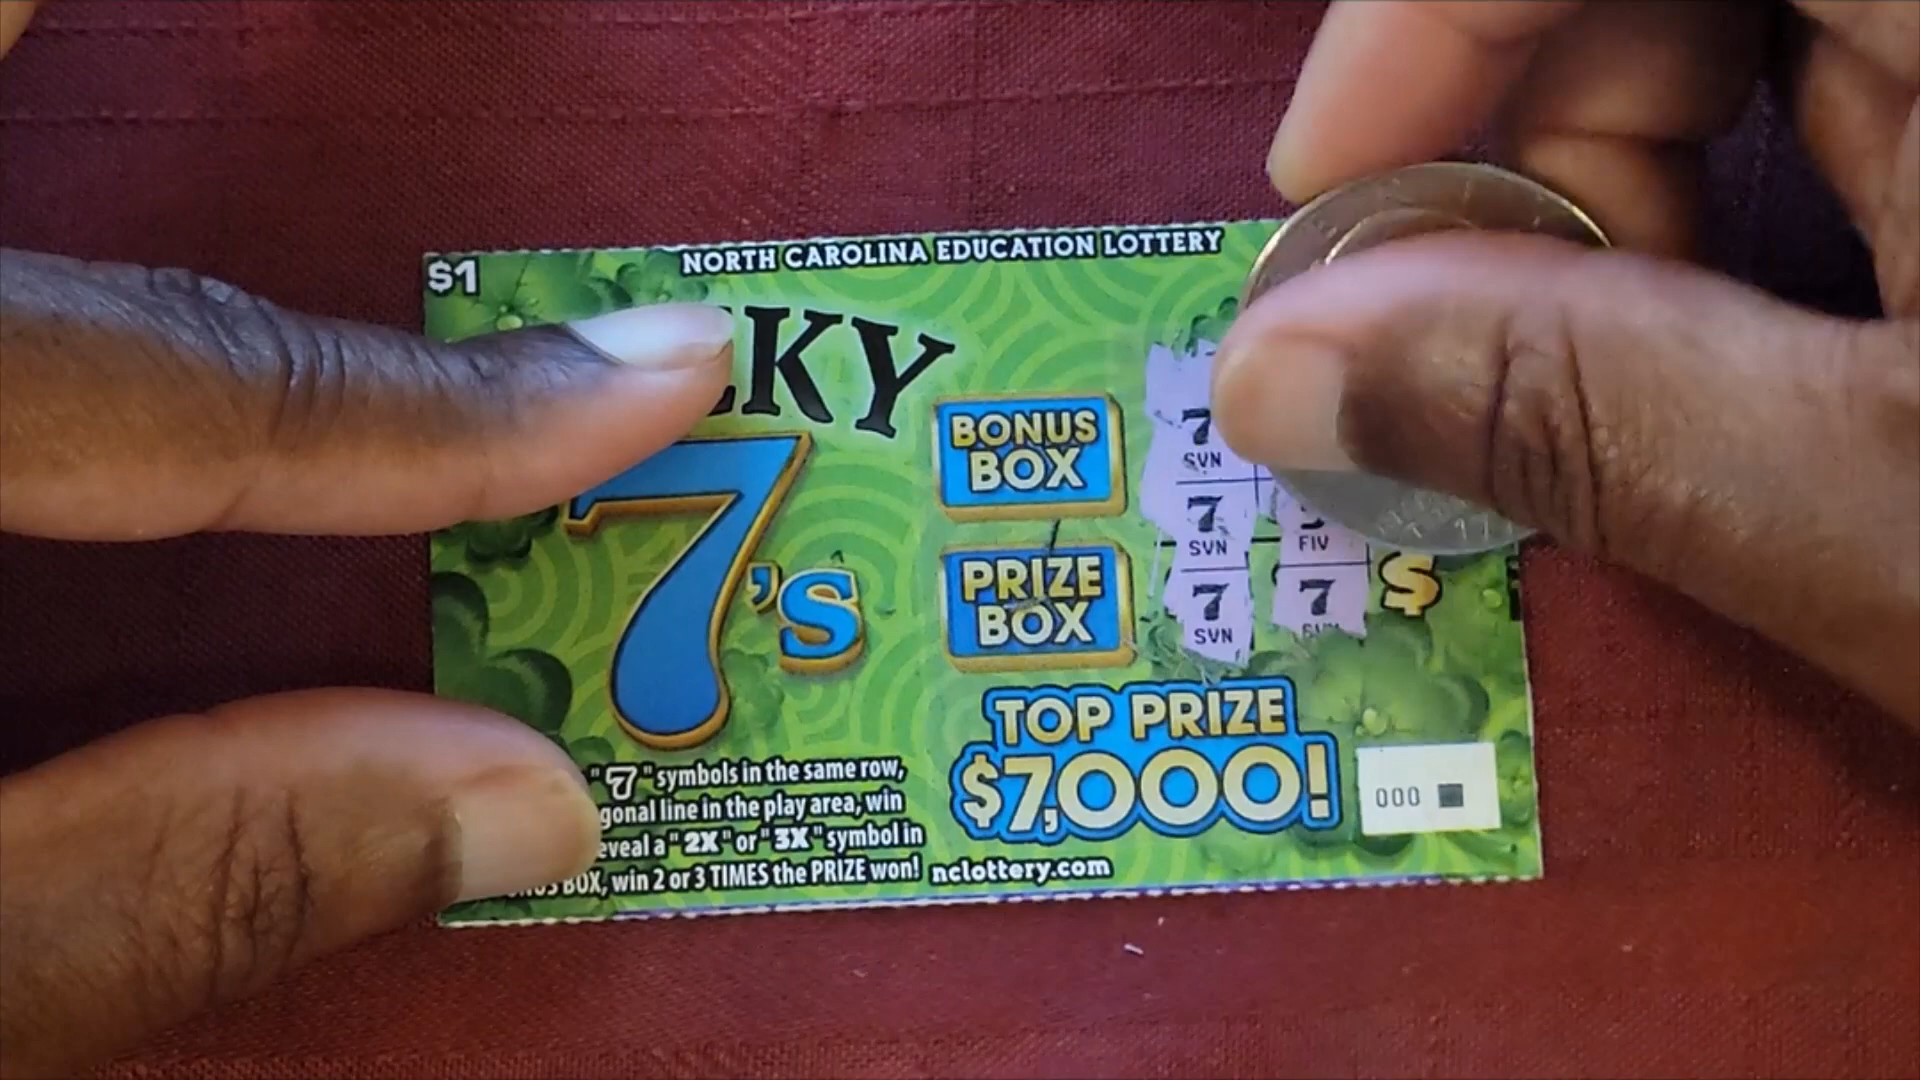 NORTH CAROLINA EDUCATION LOTTERY
$1
KY
7's
BONUS
BOX
PRIZE
BOX
7
SVN
7
SVN
FIV
7 7 $
SVN
TOP PRIZE
$7,000!
000
"7" symbols in the same row,
gonal line in the play area, win
eveal a "2X" or "3X" symbol in
BOX, win 2 or 3 TIMES the PRIZE won! nclottery.com